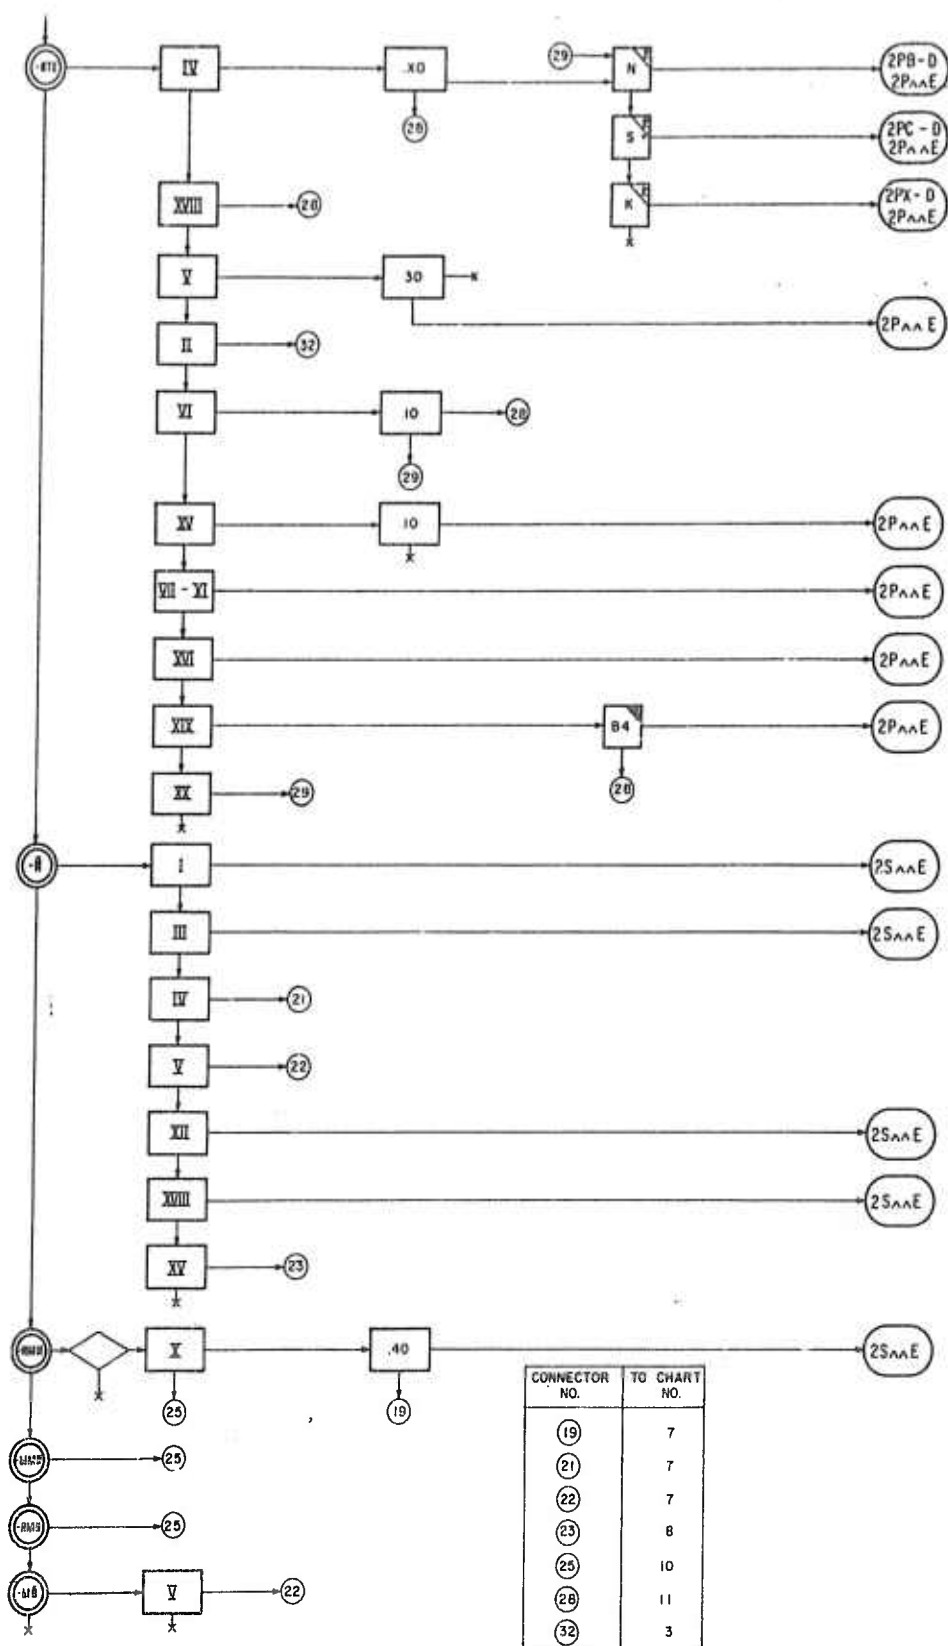 IV
.XO
29
N
2PB-D
2P∧∧E
28
S
2PC-D
2P∧∧E
XVIII
28
K
2PX-D
2P∧∧E
V
30
2P∧∧E
II
32
VI
10
28
29
XV
10
2P∧∧E
VII - XI
2P∧∧E
XVI
2P∧∧E
XIX
B4
2P∧∧E
28
XX
29
I
2S∧∧E
III
2S∧∧E
IV
21
V
22
XII
2S∧∧E
XVIII
2S∧∧E
XV
23
V
.40
2S∧∧E
25
19
25
25
V
22
CONNECTOR NO. TO CHART NO.
19 7
21 7
22 7
23 8
25 10
28 11
32 3